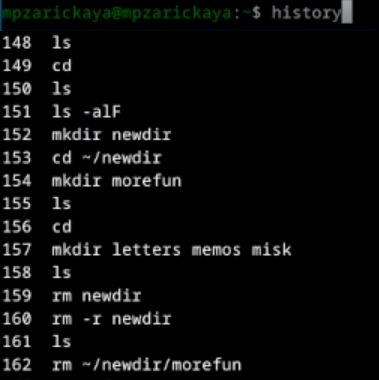 mpzarickaya@mpzarickaya:~$ history
148 ls
149 cd
150 ls
151 ls -alF
152 mkdir newdir
153 cd ~/newdir
154 mkdir morefun
155 ls
156 cd
157 mkdir letters memos misk
158 ls
159 rm newdir
160 rm -r newdir
161 ls
162 rm ~/newdir/morefun